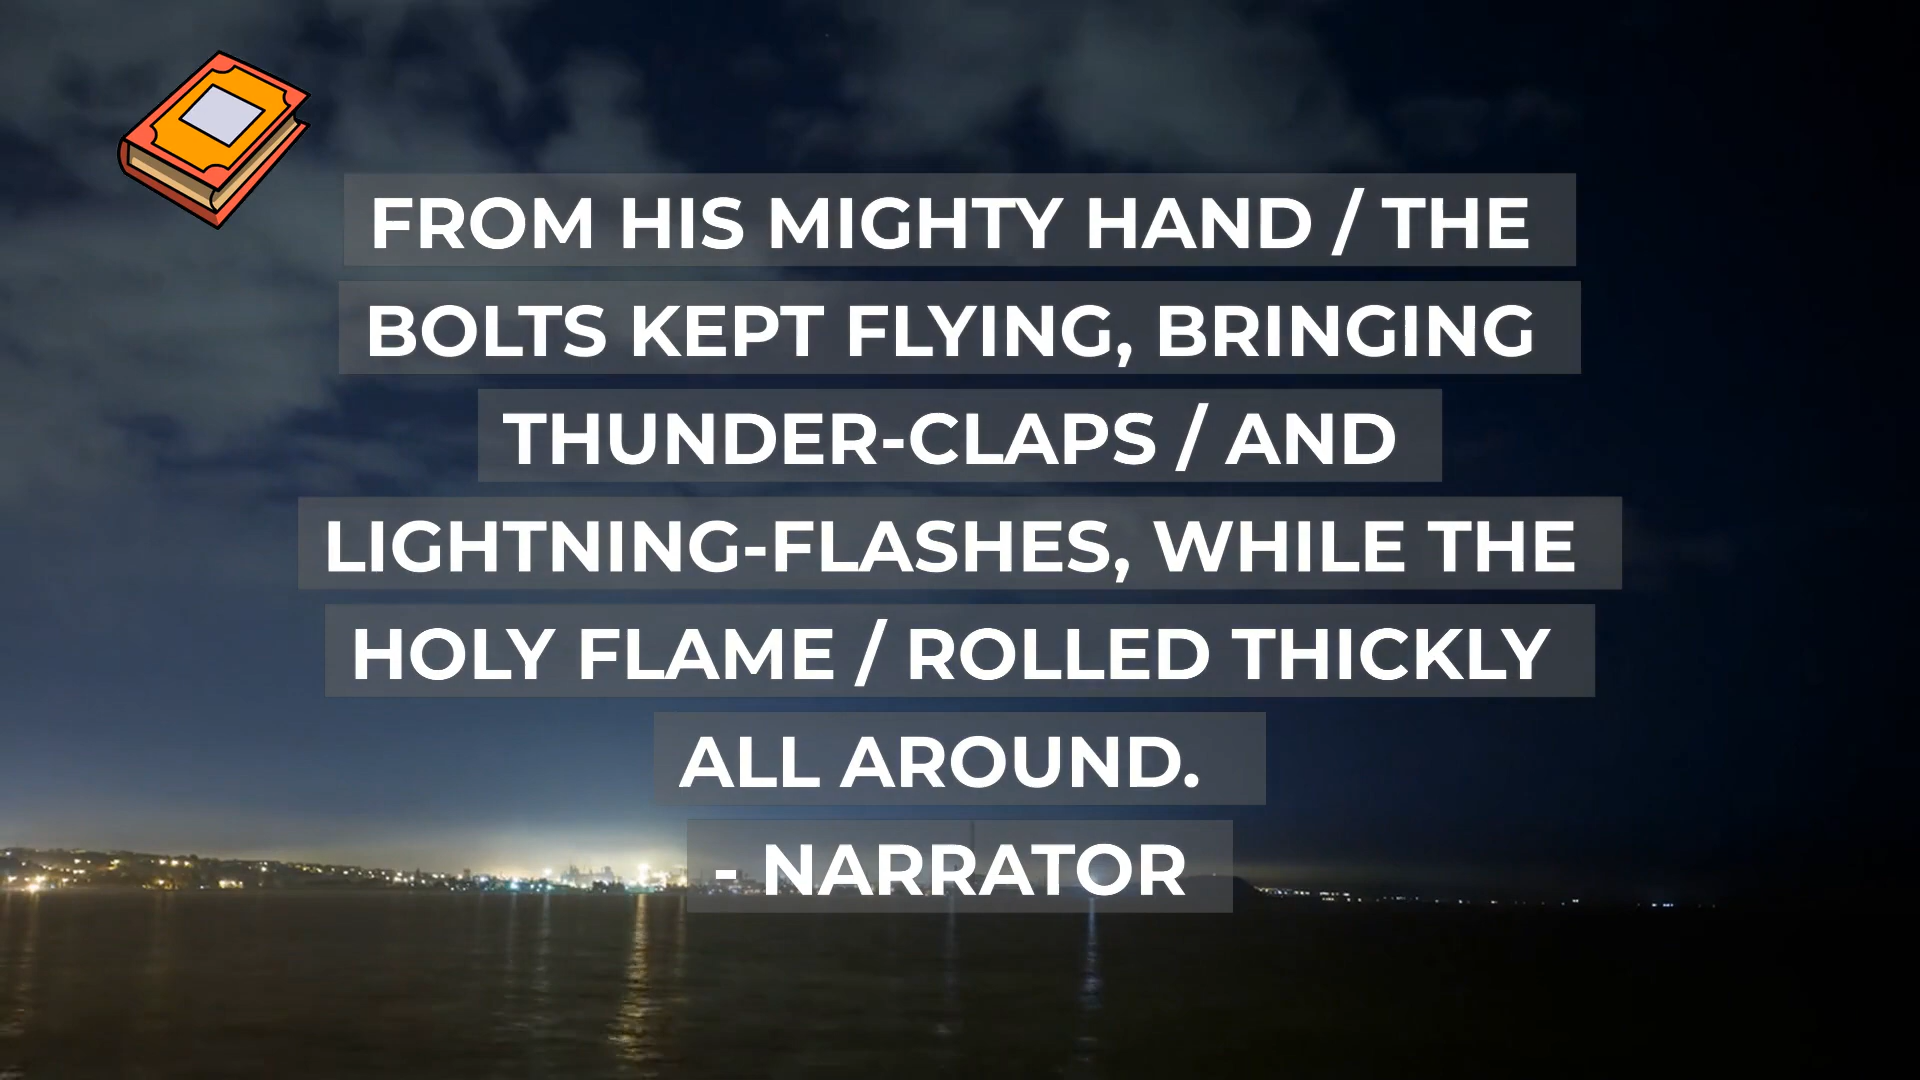 FROM HIS MIGHTY HAND / THE
BOLTS KEPT FLYING, BRINGING
THUNDER-CLAPS / AND
LIGHTNING-FLASHES, WHILE THE
HOLY FLAME / ROLLED THICKLY
ALL AROUND.
- NARRATOR